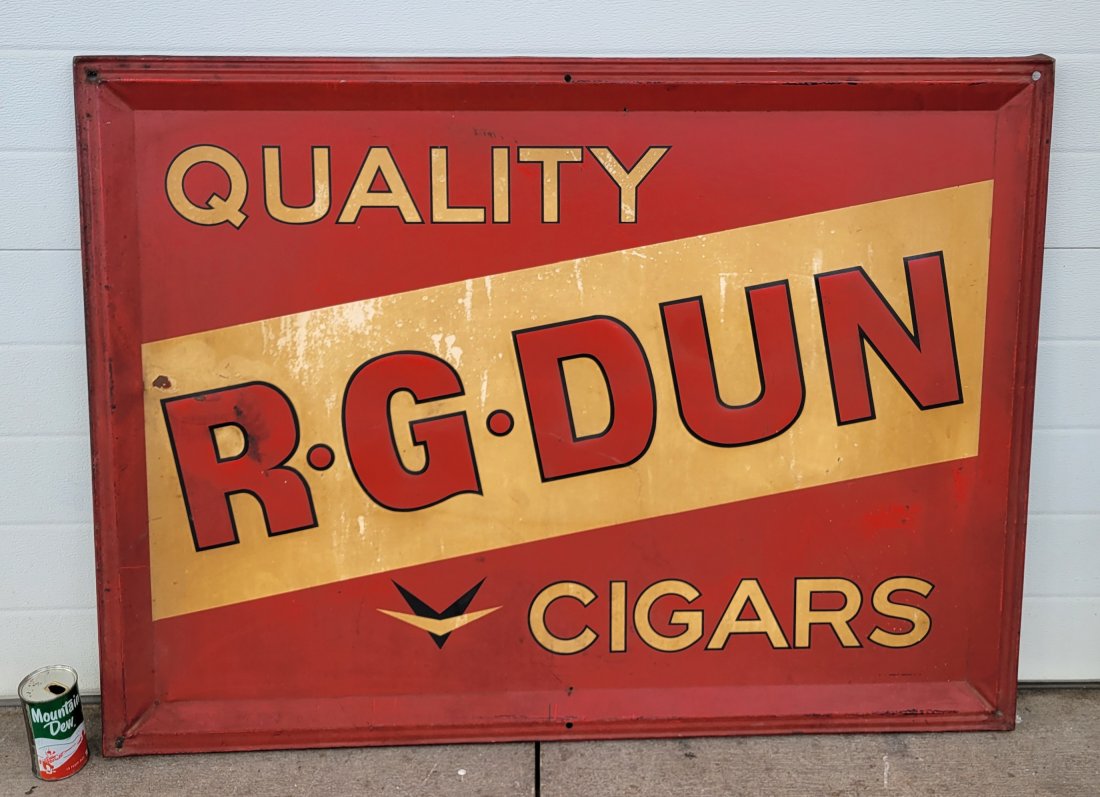 QUALITY
R·G·DUN
CIGARS
Mountain
Dew